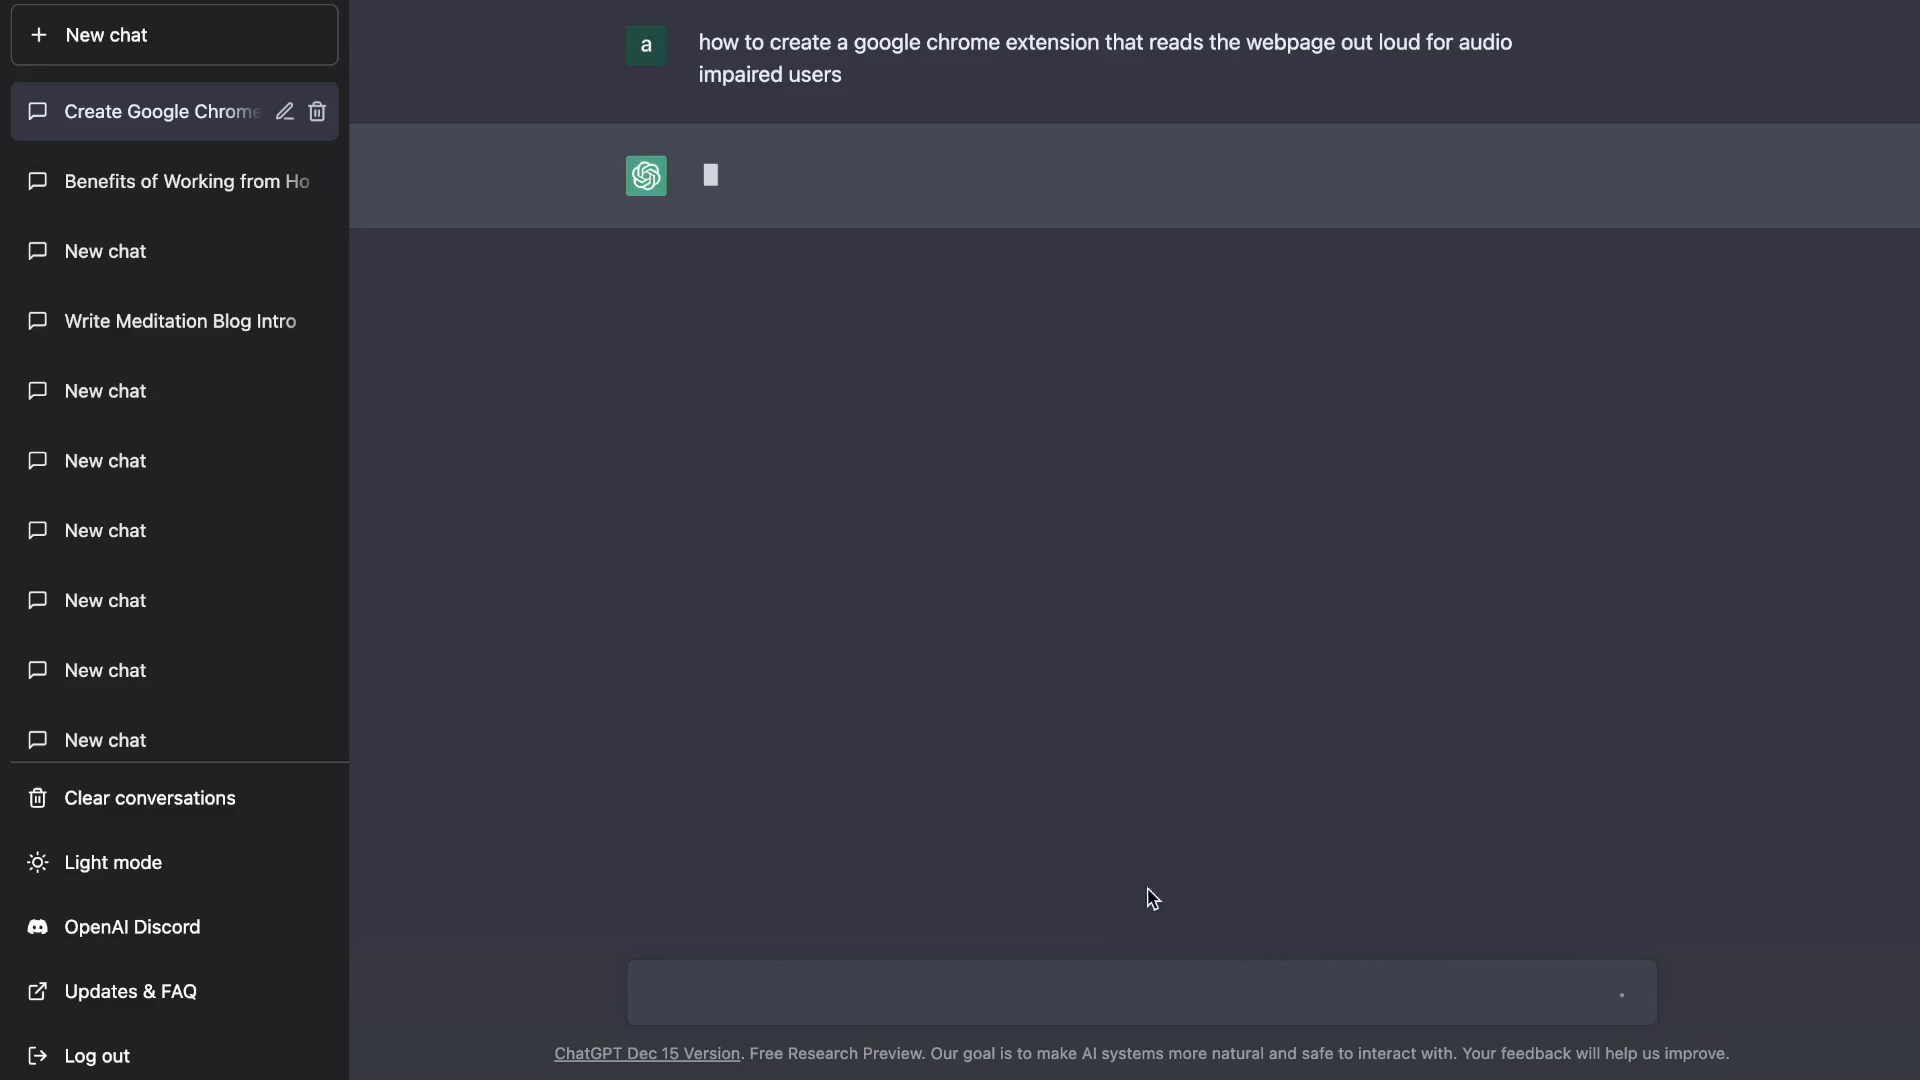 New chat
Create Google Chrome
Benefits of Working from Ho
New chat
Write Meditation Blog Intro
New chat
New chat
New chat
New chat
New chat
New chat
Clear conversations
Light mode
OpenAI Discord
Updates & FAQ
Log out
a
how to create a google chrome extension that reads the webpage out loud for audio
impaired users
ChatGPT Dec 15 Version. Free Research Preview. Our goal is to make AI systems more natural and safe to interact with. Your feedback will help us improve.